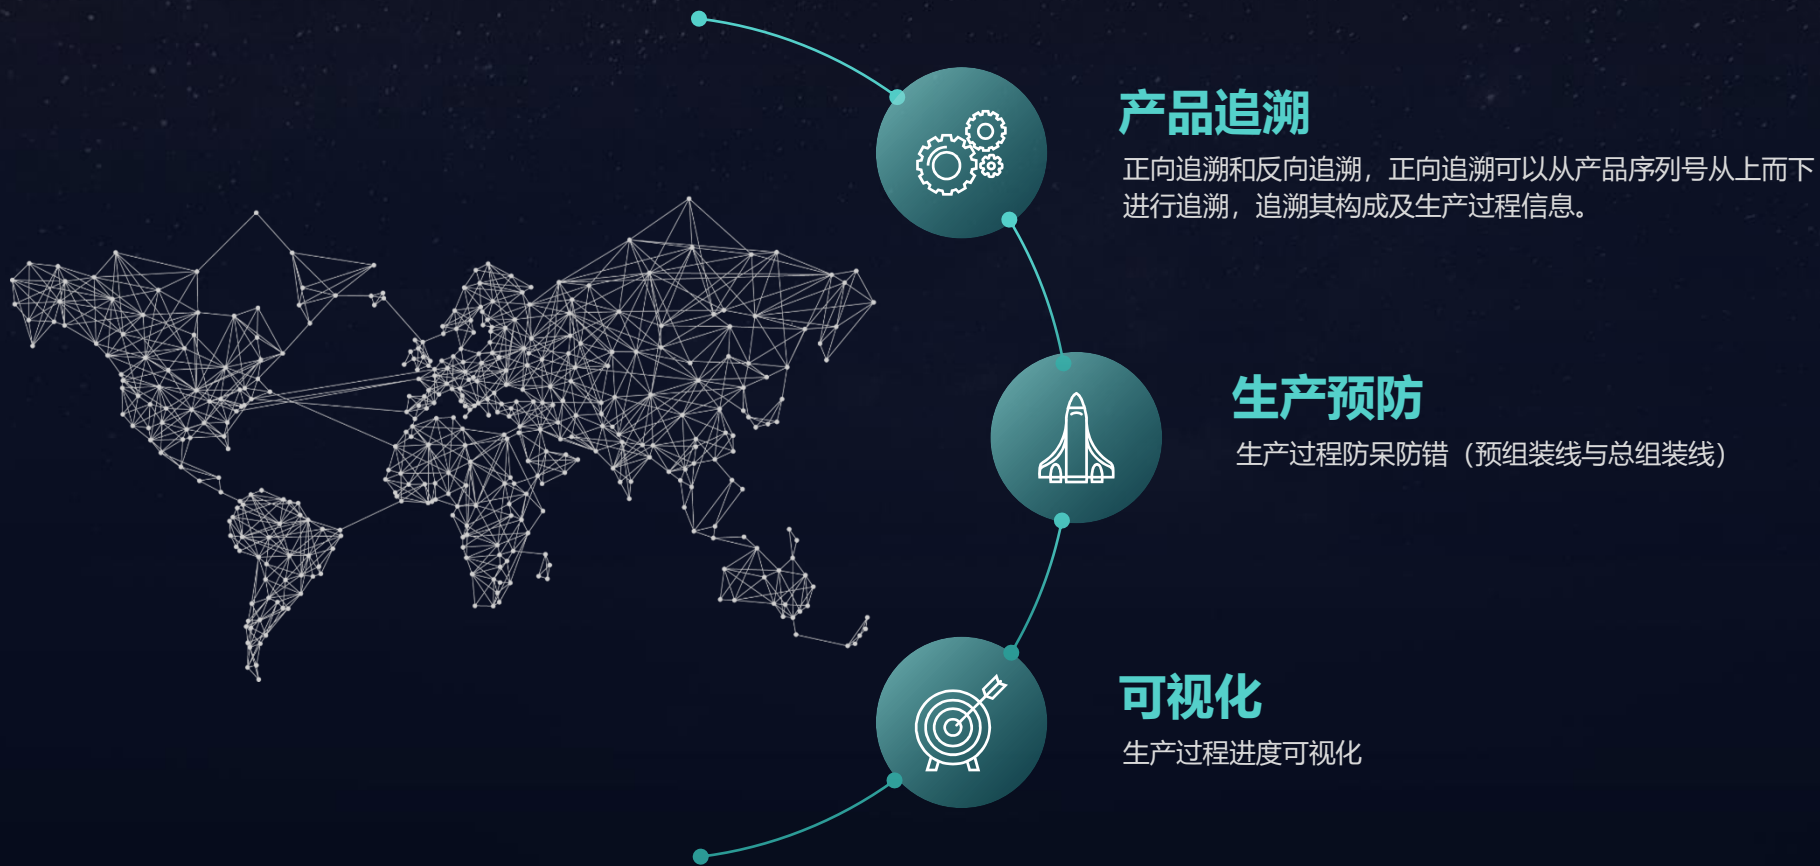 产品追溯
正向追溯和反向追溯，正向追溯可以从产品序列号从上而下
进行追溯，追溯其构成及生产过程信息。
生产预防
生产过程防呆防错（预组装线与总组装线）
可视化
生产过程进度可视化